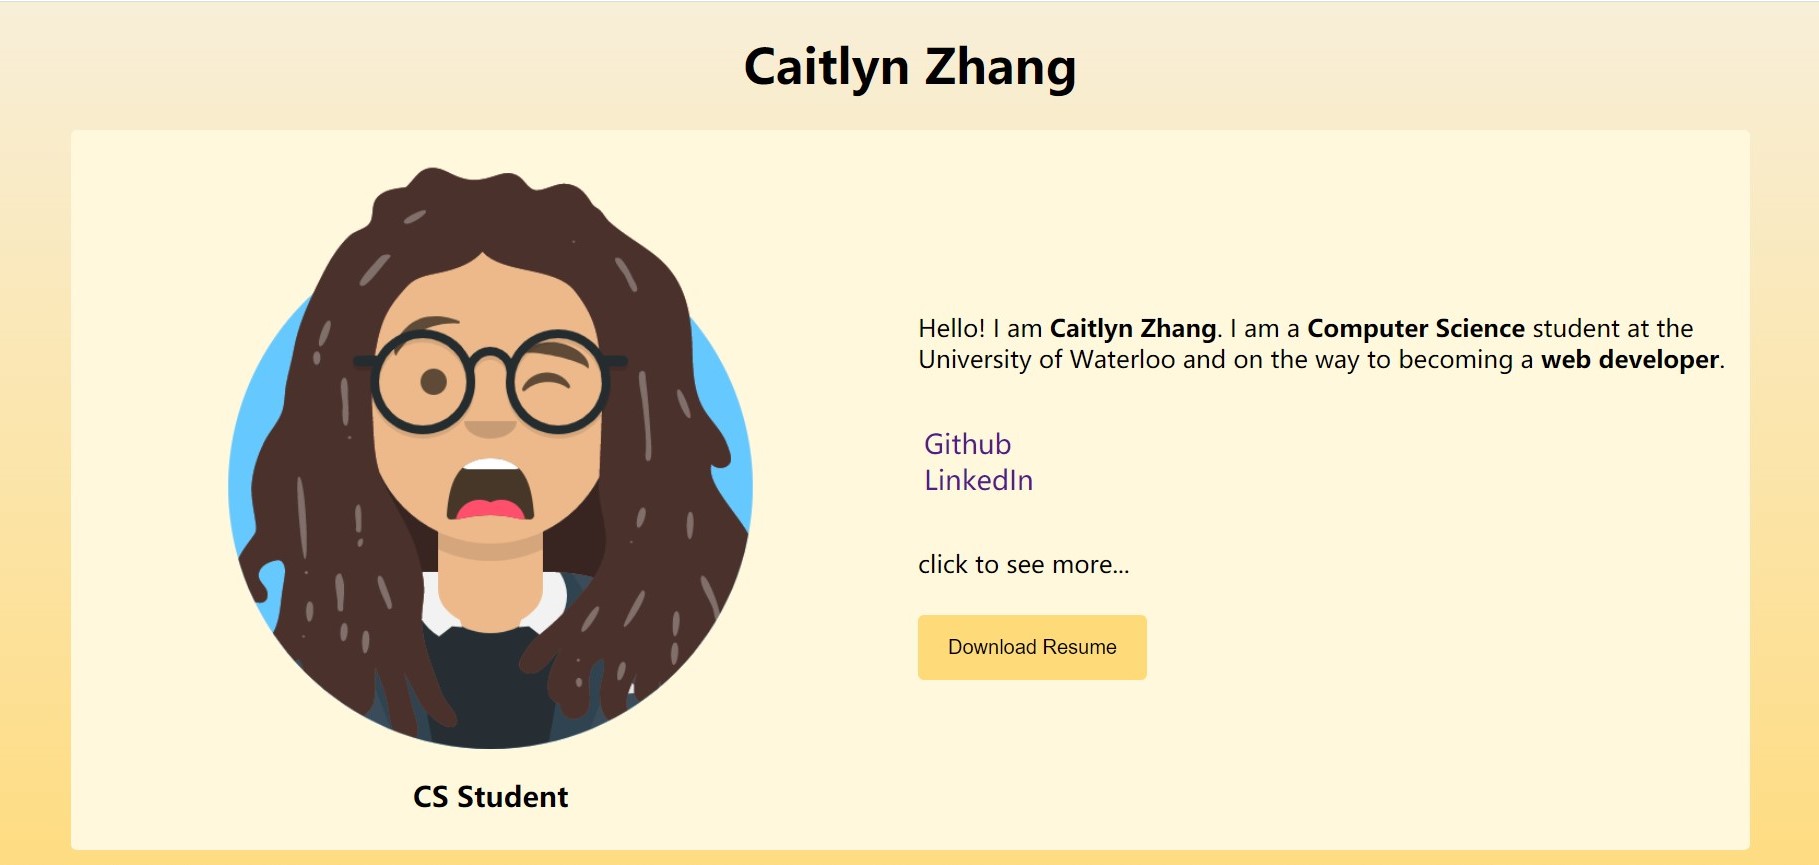 Caitlyn Zhang
Hello! I am Caitlyn Zhang. I am a Computer Science student at the
University of Waterloo and on the way to becoming a web developer.
Github
LinkedIn
click to see more...
Download Resume
CS Student